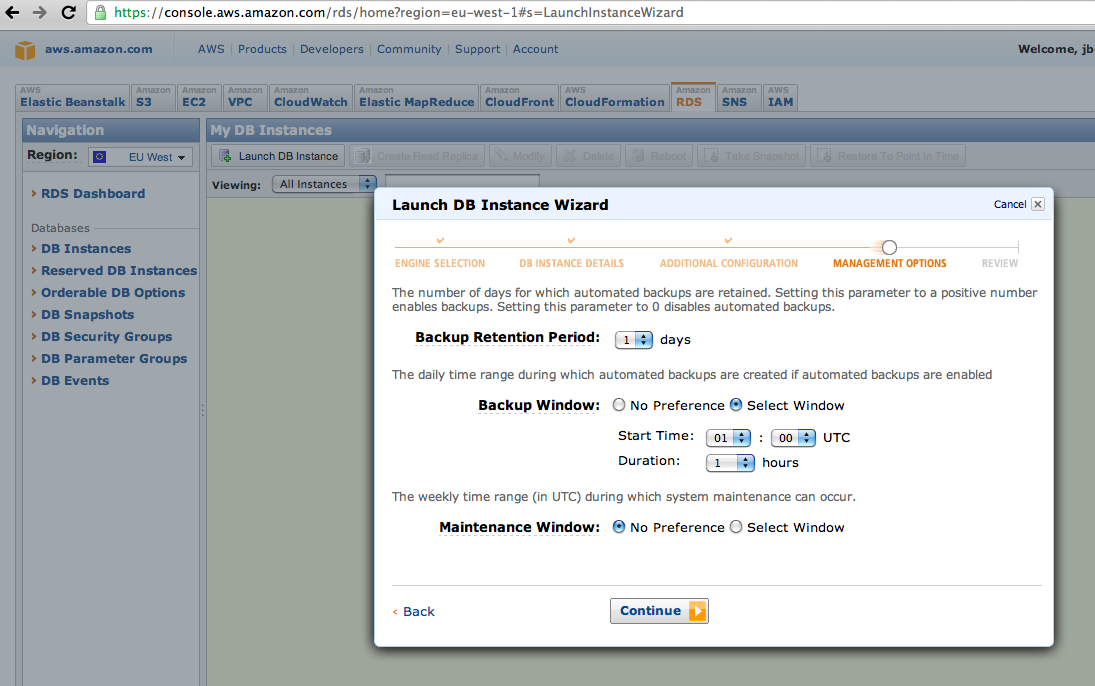 https://console.aws.amazon.com/rds/home?region=eu-west-1#s=LaunchInstanceWizard
aws.amazon.com
AWS | Products | Developers | Community | Support | Account
Welcome, jb
AWS Elastic Beanstalk
Amazon S3
Amazon EC2
Amazon VPC
Amazon CloudWatch
Amazon Elastic MapReduce
Amazon CloudFront
AWS CloudFormation
Amazon RDS
Amazon SNS
AWS IAM
Navigation
Region: EU West
RDS Dashboard
Databases
DB Instances
Reserved DB Instances
Orderable DB Options
DB Snapshots
DB Security Groups
DB Parameter Groups
DB Events
My DB Instances
Launch DB Instance
Create Read Replica
Modify
Delete
Reboot
Take Snapshot
Restore To Point In Time
Viewing: All Instances
Launch DB Instance Wizard
Cancel
ENGINE SELECTION
DB INSTANCE DETAILS
ADDITIONAL CONFIGURATION
MANAGEMENT OPTIONS
REVIEW
The number of days for which automated backups are retained. Setting this parameter to a positive number
enables backups. Setting this parameter to 0 disables automated backups.
Backup Retention Period: 1 days
The daily time range during which automated backups are created if automated backups are enabled
Backup Window: No Preference Select Window
Start Time: 01 : 00 UTC
Duration: 1 hours
The weekly time range (in UTC) during which system maintenance can occur.
Maintenance Window: No Preference Select Window
< Back
Continue